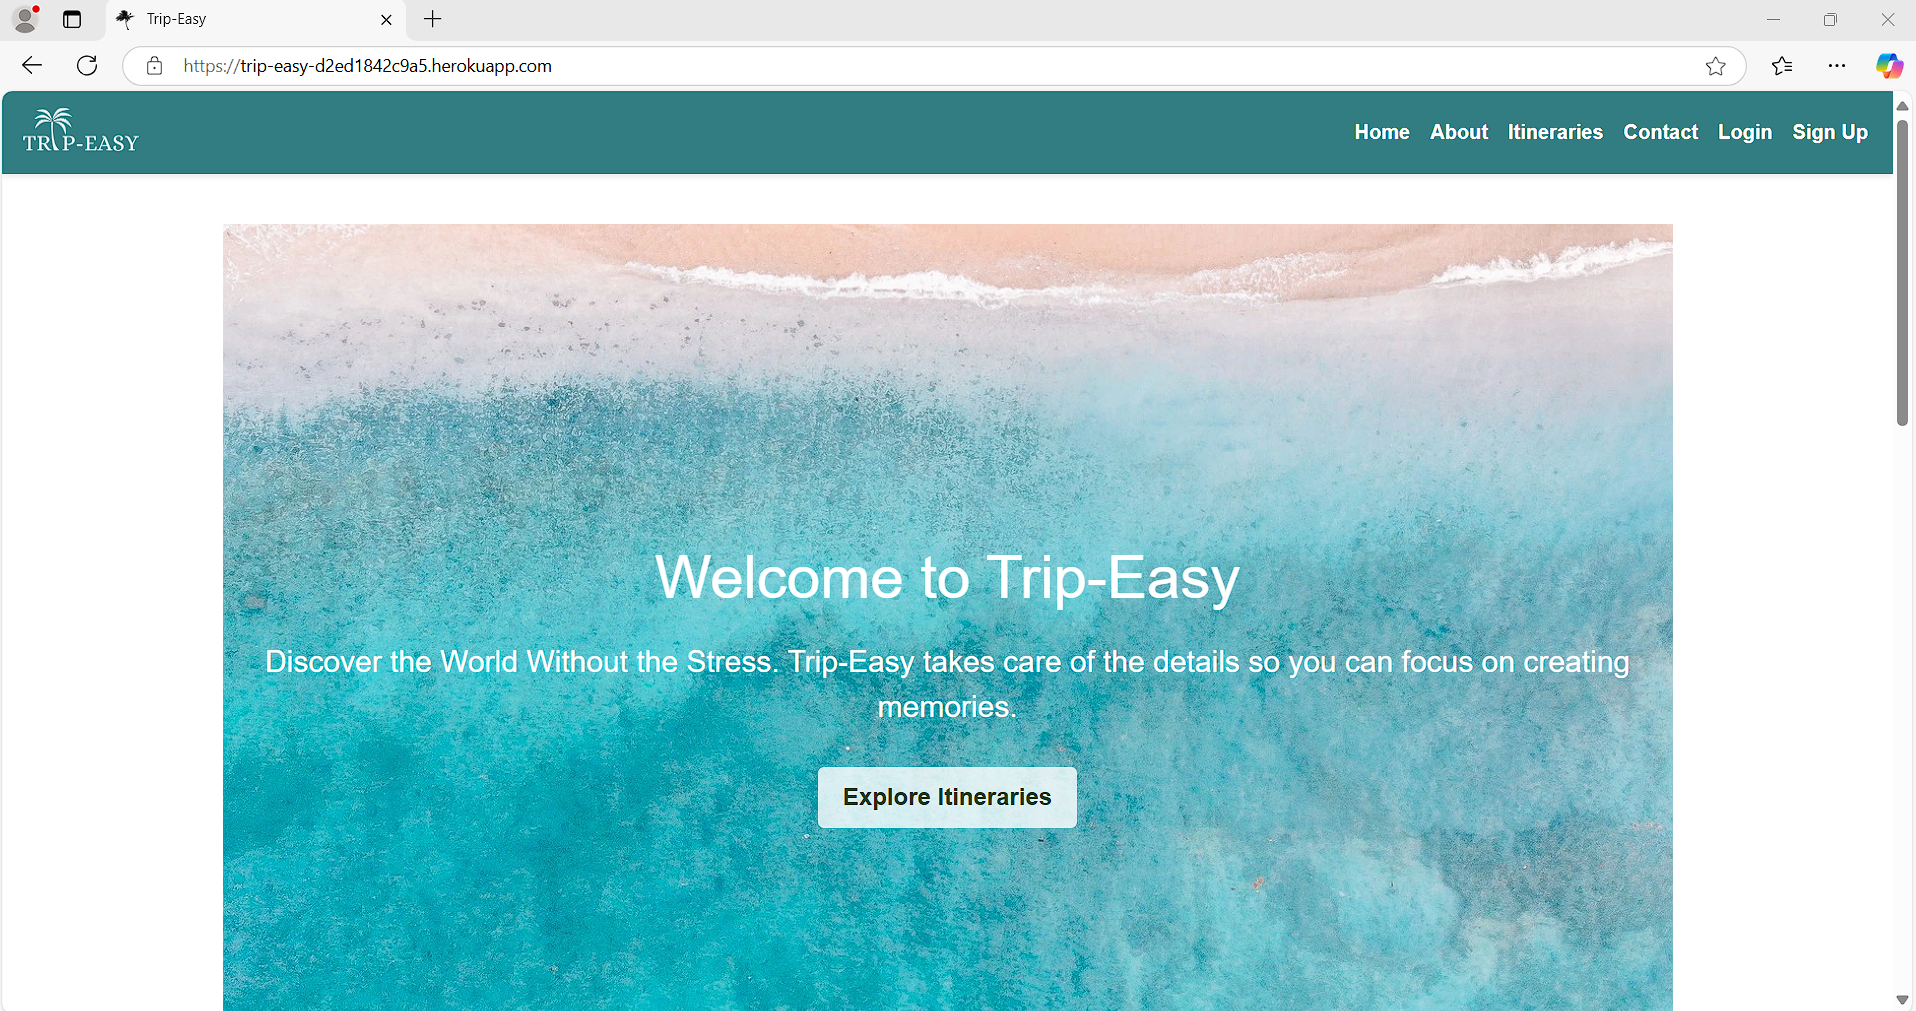 Trip-Easy
https://trip-easy-d2ed1842c9a5.herokuapp.com
TRIP-EASY
Home About Itineraries Contact Login Sign Up
Welcome to Trip-Easy
Discover the World Without the Stress. Trip-Easy takes care of the details so you can focus on creating
memories.
Explore Itineraries